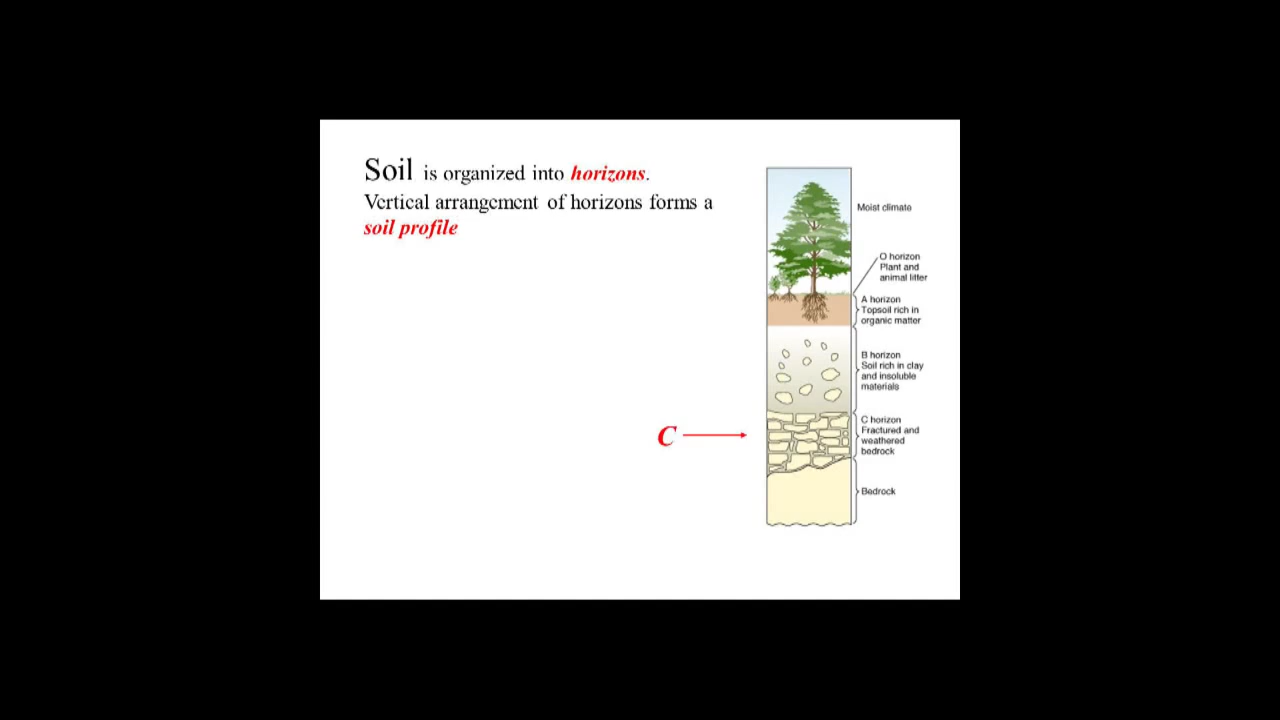 Soil is organized into horizons.
Vertical arrangement of horizons forms a
soil profile
Moist climate
O horizon
Plant and
animal litter
A horizon
Topsoil rich in
organic matter
B horizon
Soil rich in clay
and insoluble
materials
C
C horizon
Fractured and
weathered
bedrock
Bedrock